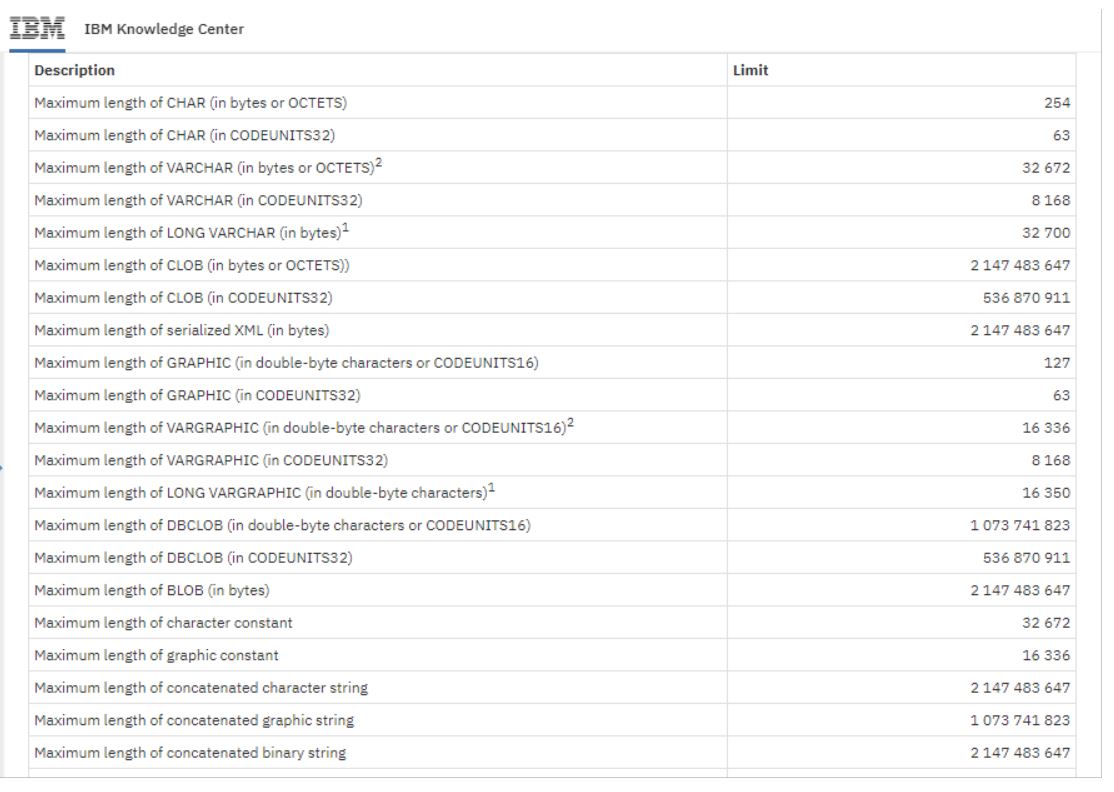 IBM IBM Knowledge Center
Description Limit
Maximum length of CHAR (in bytes or OCTETS) 254
Maximum length of CHAR (in CODEUNITS32) 63
Maximum length of VARCHAR (in bytes or OCTETS)2 32 672
Maximum length of VARCHAR (in CODEUNITS32) 8 168
Maximum length of LONG VARCHAR (in bytes)1 32 700
Maximum length of CLOB (in bytes or OCTETS)) 2 147 483 647
Maximum length of CLOB (in CODEUNITS32) 536 870 911
Maximum length of serialized XML (in bytes) 2 147 483 647
Maximum length of GRAPHIC (in double-byte characters or CODEUNITS16) 127
Maximum length of GRAPHIC (in CODEUNITS32) 63
Maximum length of VARGRAPHIC (in double-byte characters or CODEUNITS16)2 16 336
Maximum length of VARGRAPHIC (in CODEUNITS32) 8 168
Maximum length of LONG VARGRAPHIC (in double-byte characters)1 16 350
Maximum length of DBCLOB (in double-byte characters or CODEUNITS16) 1 073 741 823
Maximum length of DBCLOB (in CODEUNITS32) 536 870 911
Maximum length of BLOB (in bytes) 2 147 483 647
Maximum length of character constant 32 672
Maximum length of graphic constant 16 336
Maximum length of concatenated character string 2 147 483 647
Maximum length of concatenated graphic string 1 073 741 823
Maximum length of concatenated binary string 2 147 483 647